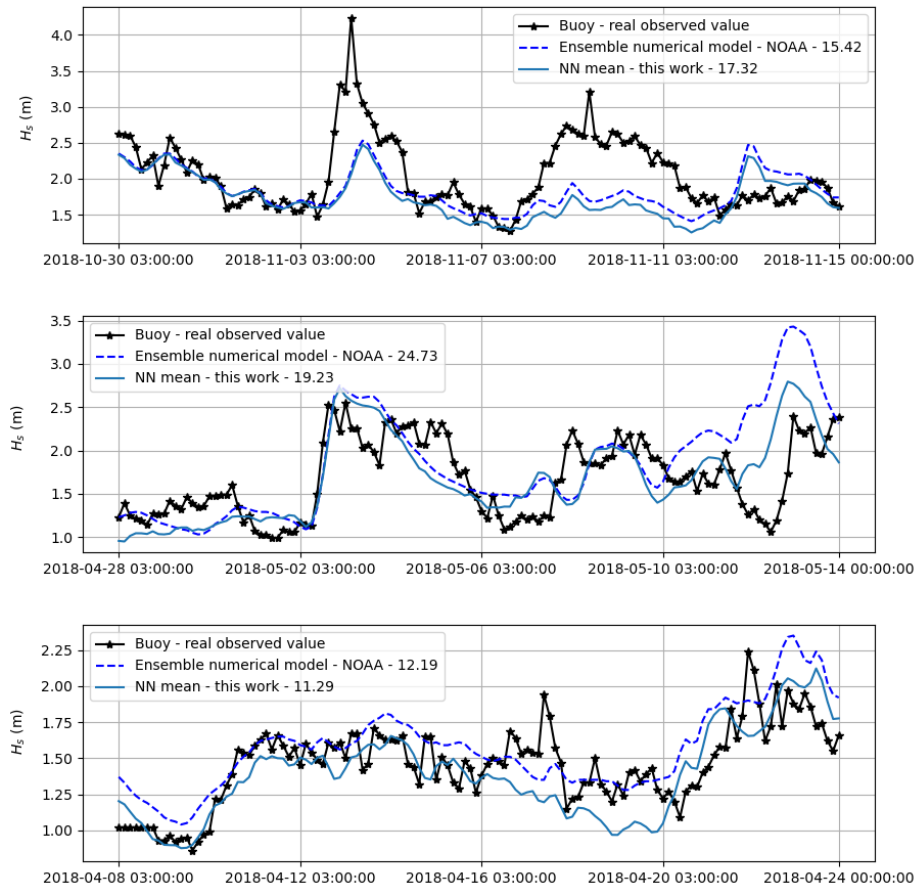 4.0
3.5
3.0
2.5
2.0
1.5
H_s (m)
Buoy - real observed value
Ensemble numerical model - NOAA - 15.42
NN mean - this work - 17.32
2018-10-30 03:00:00 2018-11-03 03:00:00 2018-11-07 03:00:00 2018-11-11 03:00:00 2018-11-15 00:00:00
3.5
3.0
2.5
2.0
1.5
1.0
H_s (m)
Buoy - real observed value
Ensemble numerical model - NOAA - 24.73
NN mean - this work - 19.23
2018-04-28 03:00:00 2018-05-02 03:00:00 2018-05-06 03:00:00 2018-05-10 03:00:00 2018-05-14 00:00:00
2.25
2.00
1.75
1.50
1.25
1.00
H_s (m)
Buoy - real observed value
Ensemble numerical model - NOAA - 12.19
NN mean - this work - 11.29
2018-04-08 03:00:00 2018-04-12 03:00:00 2018-04-16 03:00:00 2018-04-20 03:00:00 2018-04-24 00:00:00